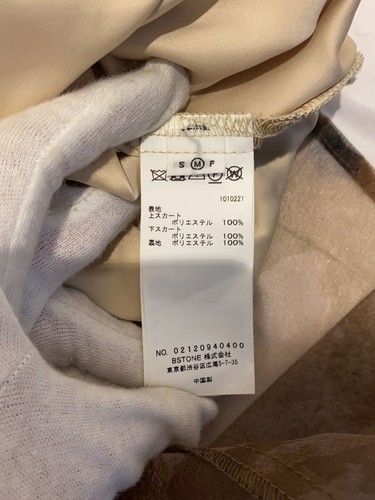 S M F
1010221
表地
上スカート
ポリエステル 100%
下スカート
ポリエステル 100%
裏地 ポリエステル 100%
NO. 02120940400
BSTONE 株式会社
東京都渋谷区広尾5-7-35
中国製